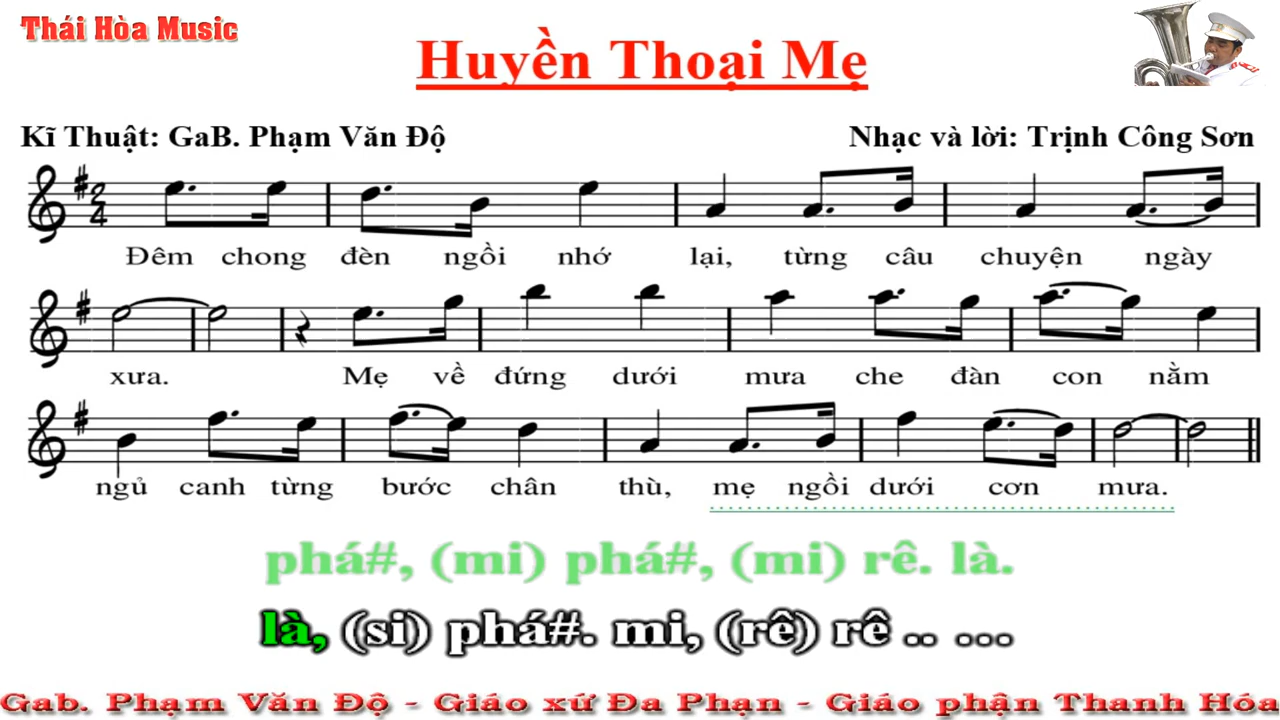 Thái Hòa Music
Huyền Thoại Mẹ
Kĩ Thuật: GaB. Phạm Văn Độ
Nhạc và lời: Trịnh Công Sơn
2
4
Đêm chong đèn ngồi nhớ lại, từng câu chuyện ngày
xưa. Mẹ về đứng dưới mưa che đàn con nằm
ngủ canh từng bước chân thù, mẹ ngồi dưới cơn mưa.
phá#, (mi) phá#, (mi) rê. là.
là, (si) phá#. mi, (rê) rê .. ...
Gab. Phạm Văn Độ - Giáo xứ Đa Phạn - Giáo phận Thanh Hóa